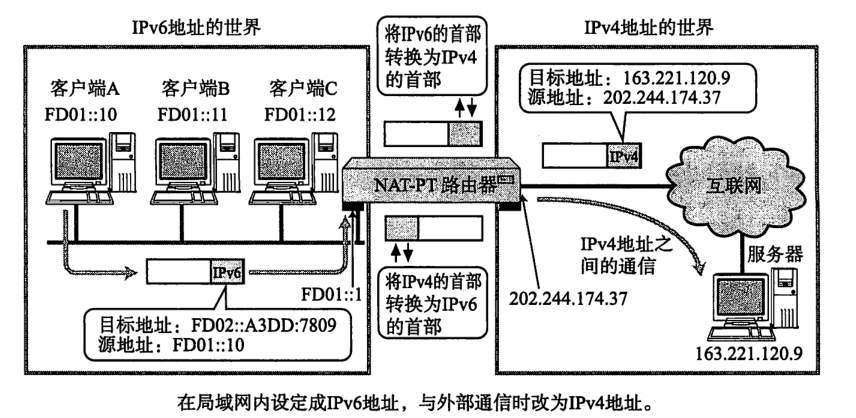 IPv6地址的世界
IPv4地址的世界
将IPv6的首部
转换为IPv4
的首部
客户端A
FD01::10
客户端B
FD01::11
客户端C
FD01::12
目标地址：163.221.120.9
源地址：202.244.174.37
IPv4
NAT-PT 路由器
互联网
IPv6
FD01::1
目标地址：FD02::A3DD:7809
源地址：FD01::10
将IPv4的首部
转换为IPv6
的首部
IPv4地址之
间的通信
202.244.174.37
服务器
163.221.120.9
在局域网内设定成IPv6地址，与外部通信时改为IPv4地址。